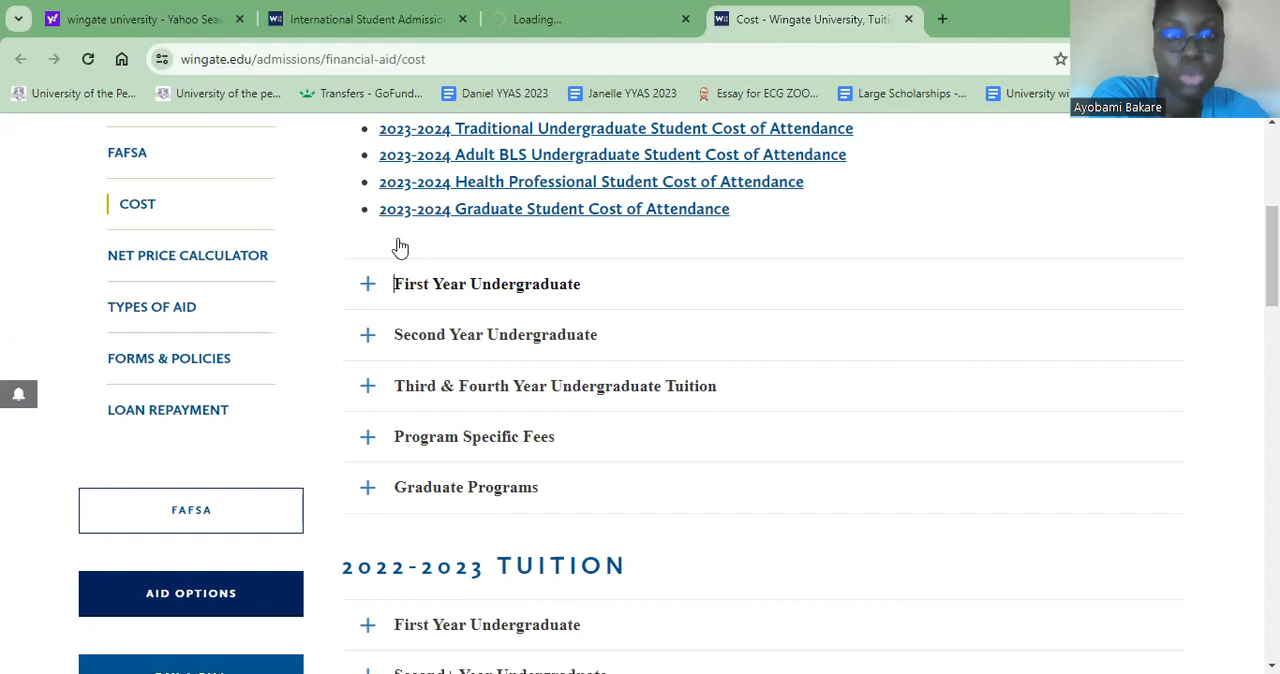 wingate university - Yahoo Sear
International Student Admissio
Loading...
Cost - Wingate University, Tuiti
wingate.edu/admissions/financial-aid/cost
University of the Pe...
University of the pe...
Transfers - GoFund...
Daniel YYAS 2023
Janelle YYAS 2023
Essay for ECG ZOO...
Large Scholarships -...
University wi
Ayobami Bakare
2023-2024 Traditional Undergraduate Student Cost of Attendance
2023-2024 Adult BLS Undergraduate Student Cost of Attendance
2023-2024 Health Professional Student Cost of Attendance
2023-2024 Graduate Student Cost of Attendance
FAFSA
COST
NET PRICE CALCULATOR
TYPES OF AID
FORMS & POLICIES
LOAN REPAYMENT
FAFSA
AID OPTIONS
First Year Undergraduate
Second Year Undergraduate
Third & Fourth Year Undergraduate Tuition
Program Specific Fees
Graduate Programs
2022-2023 TUITION
First Year Undergraduate
Second+ Year Undergraduate